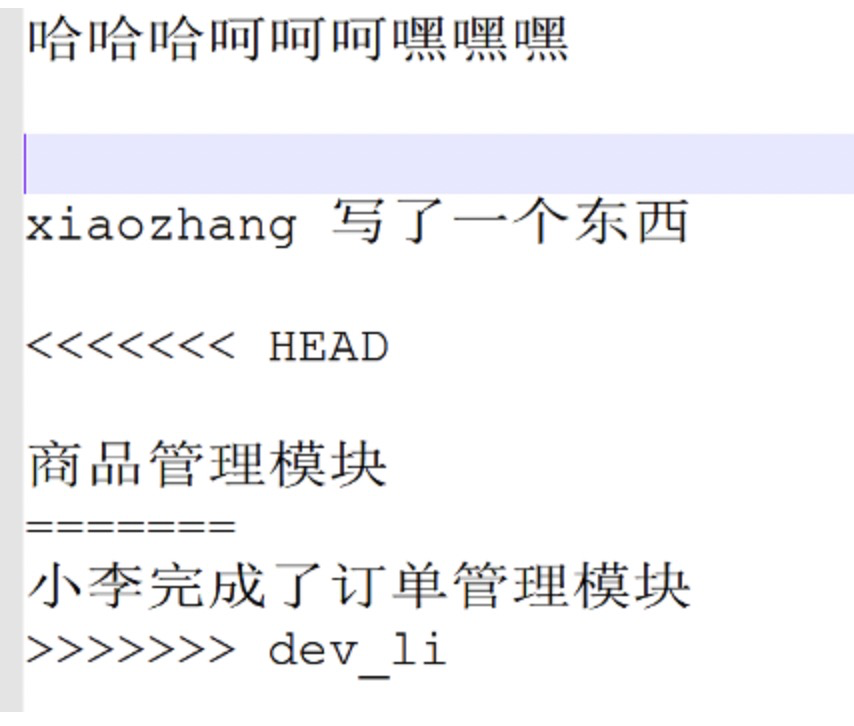 哈哈哈呵呵呵嘿嘿嘿
xiaozhang 写了一个东西
<<<<<<< HEAD
商品管理模块
=======
小李完成了订单管理模块
>>>>>>> dev_li